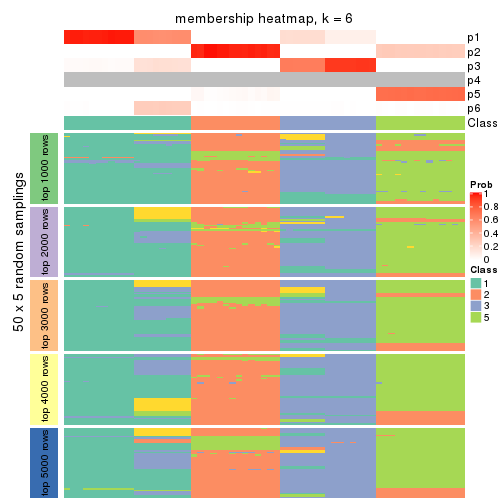 membership heatmap, k = 6
p1
p2
p3
p4
p5
p6
Class
50 x 5 random samplings
top 1000 rows
top 2000 rows
top 3000 rows
top 4000 rows
top 5000 rows
Prob
1
0.8
0.6
0.4
0.2
0
Class
1
2
3
5